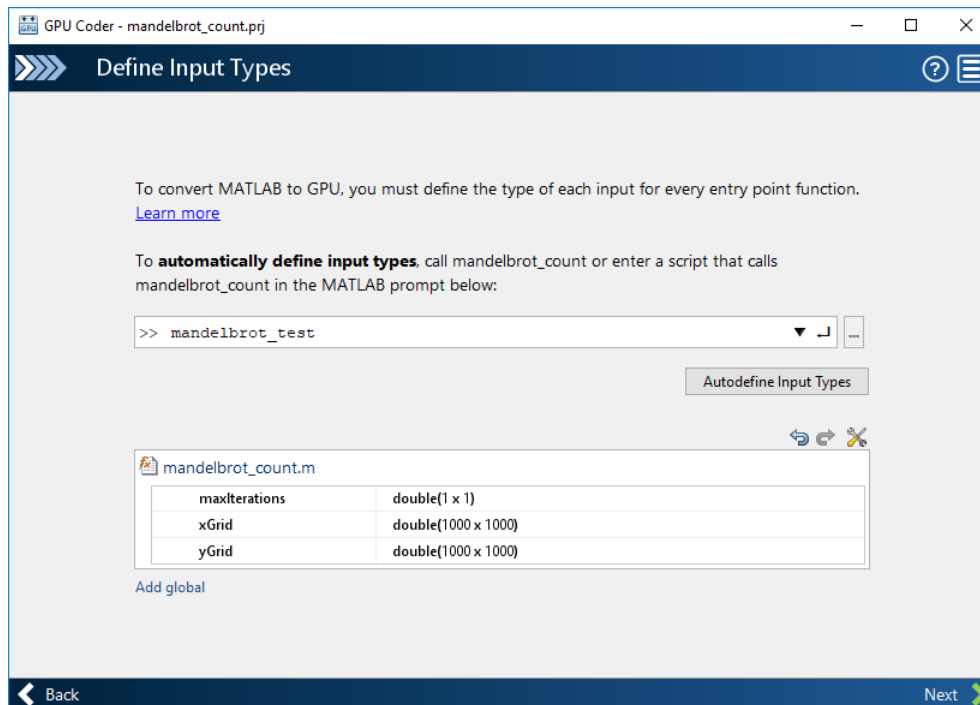 GPU Coder - mandelbrot_count.prj
Define Input Types
To convert MATLAB to GPU, you must define the type of each input for every entry point function.
Learn more
To automatically define input types, call mandelbrot_count or enter a script that calls
mandelbrot_count in the MATLAB prompt below:
>> mandelbrot_test
...
Autodefine Input Types
mandelbrot_count.m
maxIterations double(1 x 1)
xGrid double(1000 x 1000)
yGrid double(1000 x 1000)
Add global
Back Next